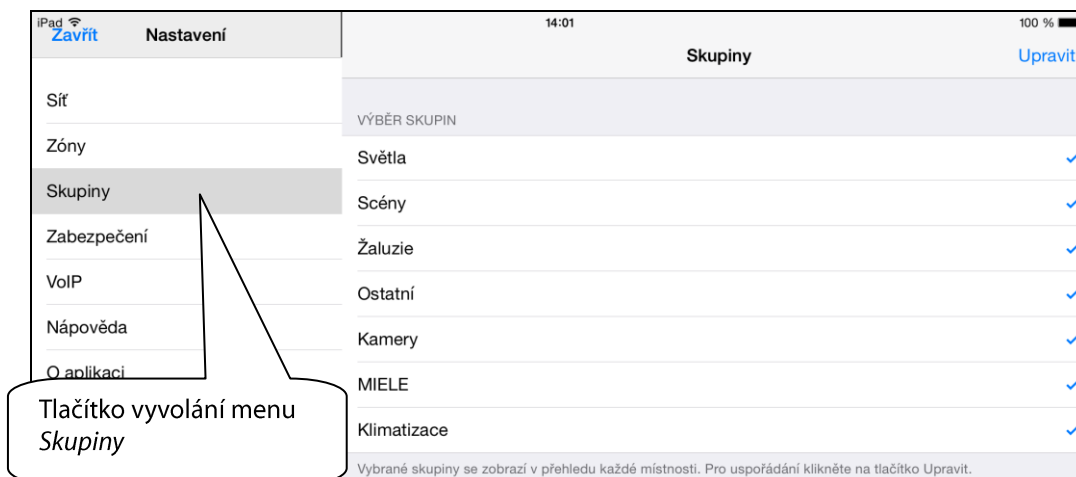 iPad
14:01
100 %
Zavřít
Nastavení
Skupiny
Upravit
Síť
Zóny
Skupiny
Zabezpečení
VoIP
Nápověda
O aplikaci
Tlačítko vyvolání menu
Skupiny
VÝBĚR SKUPIN
Světla
Scény
Žaluzie
Ostatní
Kamery
MIELE
Klimatizace
Vybrané skupiny se zobrazí v přehledu každé místnosti. Pro uspořádání klikněte na tlačítko Upravit.